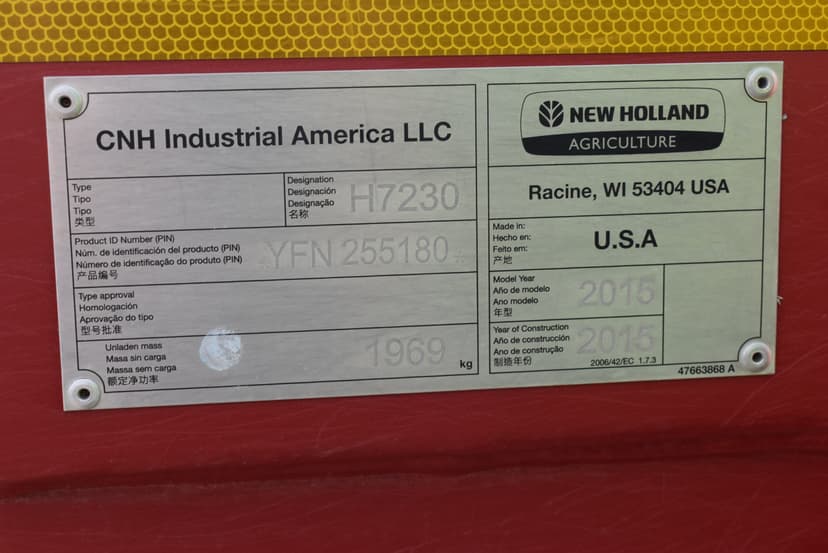 CNH Industrial America LLC
Type
Tipo
Tipo
类型
Designation
Designación
Designação
名称
H7230
Product ID Number (PIN)
Núm. de identificación del producto (PIN)
Número de identificação do produto (PIN)
产品编号
YFN 255180
Type approval
Homologación
Aprovação do tipo
型号批准
Unladen mass
Masa sin carga
Massa sem carga
额定净功率
1969
kg
NEW HOLLAND
AGRICULTURE
Racine, WI 53404 USA
Made in:
Hecho en:
Feito em:
产地
U.S.A
Model Year
Año de modelo
Ano modelo
年型
2015
Year of Construction
Año de construcción
Ano de construção
制造年份
2015
2006/42/EC 1.7.3
47663868 A